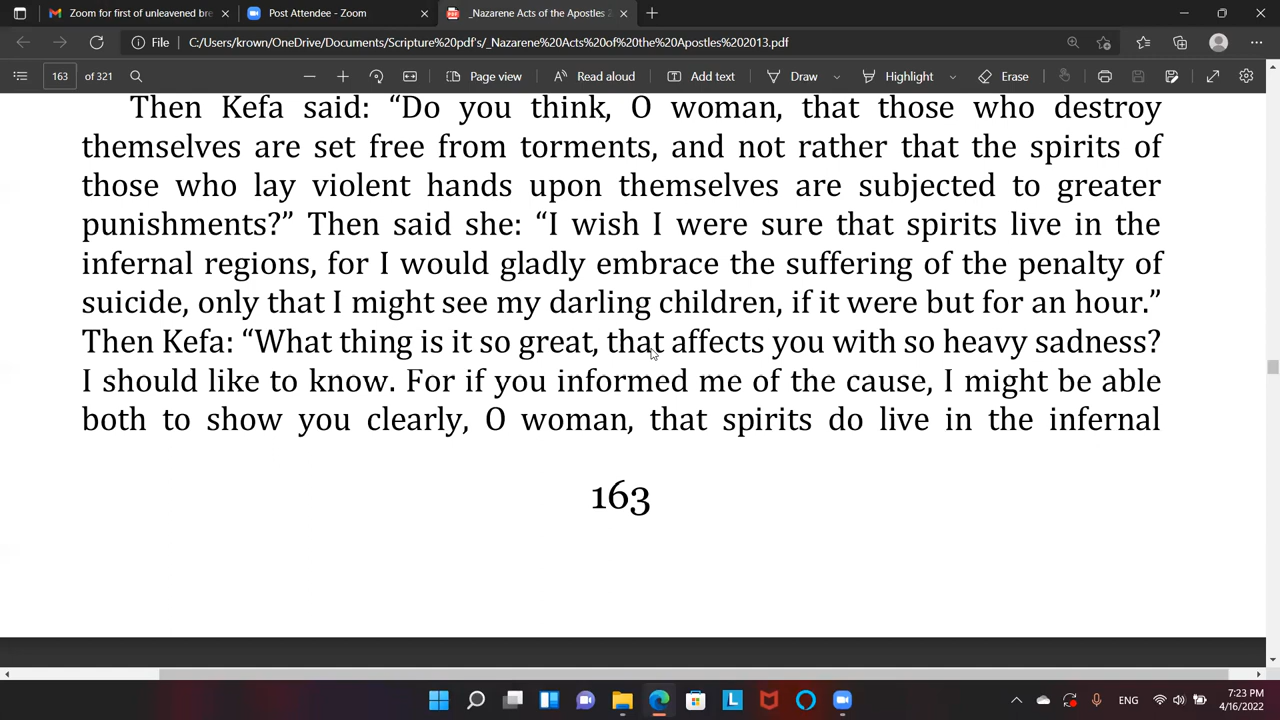 Zoom for first of unleavened bre
Post Attendee - Zoom
_Nazarene Acts of the Apostles 2
File
C:/Users/krown/OneDrive/Documents/Scripture%20pdf's/_Nazarene%20Acts%20of%20the%20Apostles%202013.pdf
163 of 321
Page view
Read aloud
Add text
Draw
Highlight
Erase
Then Kefa said: “Do you think, O woman, that those who destroy
themselves are set free from torments, and not rather that the spirits of
those who lay violent hands upon themselves are subjected to greater
punishments?” Then said she: “I wish I were sure that spirits live in the
infernal regions, for I would gladly embrace the suffering of the penalty of
suicide, only that I might see my darling children, if it were but for an hour.”
Then Kefa: “What thing is it so great, that affects you with so heavy sadness?
I should like to know. For if you informed me of the cause, I might be able
both to show you clearly, O woman, that spirits do live in the infernal
163
ENG
7:23 PM
4/16/2022